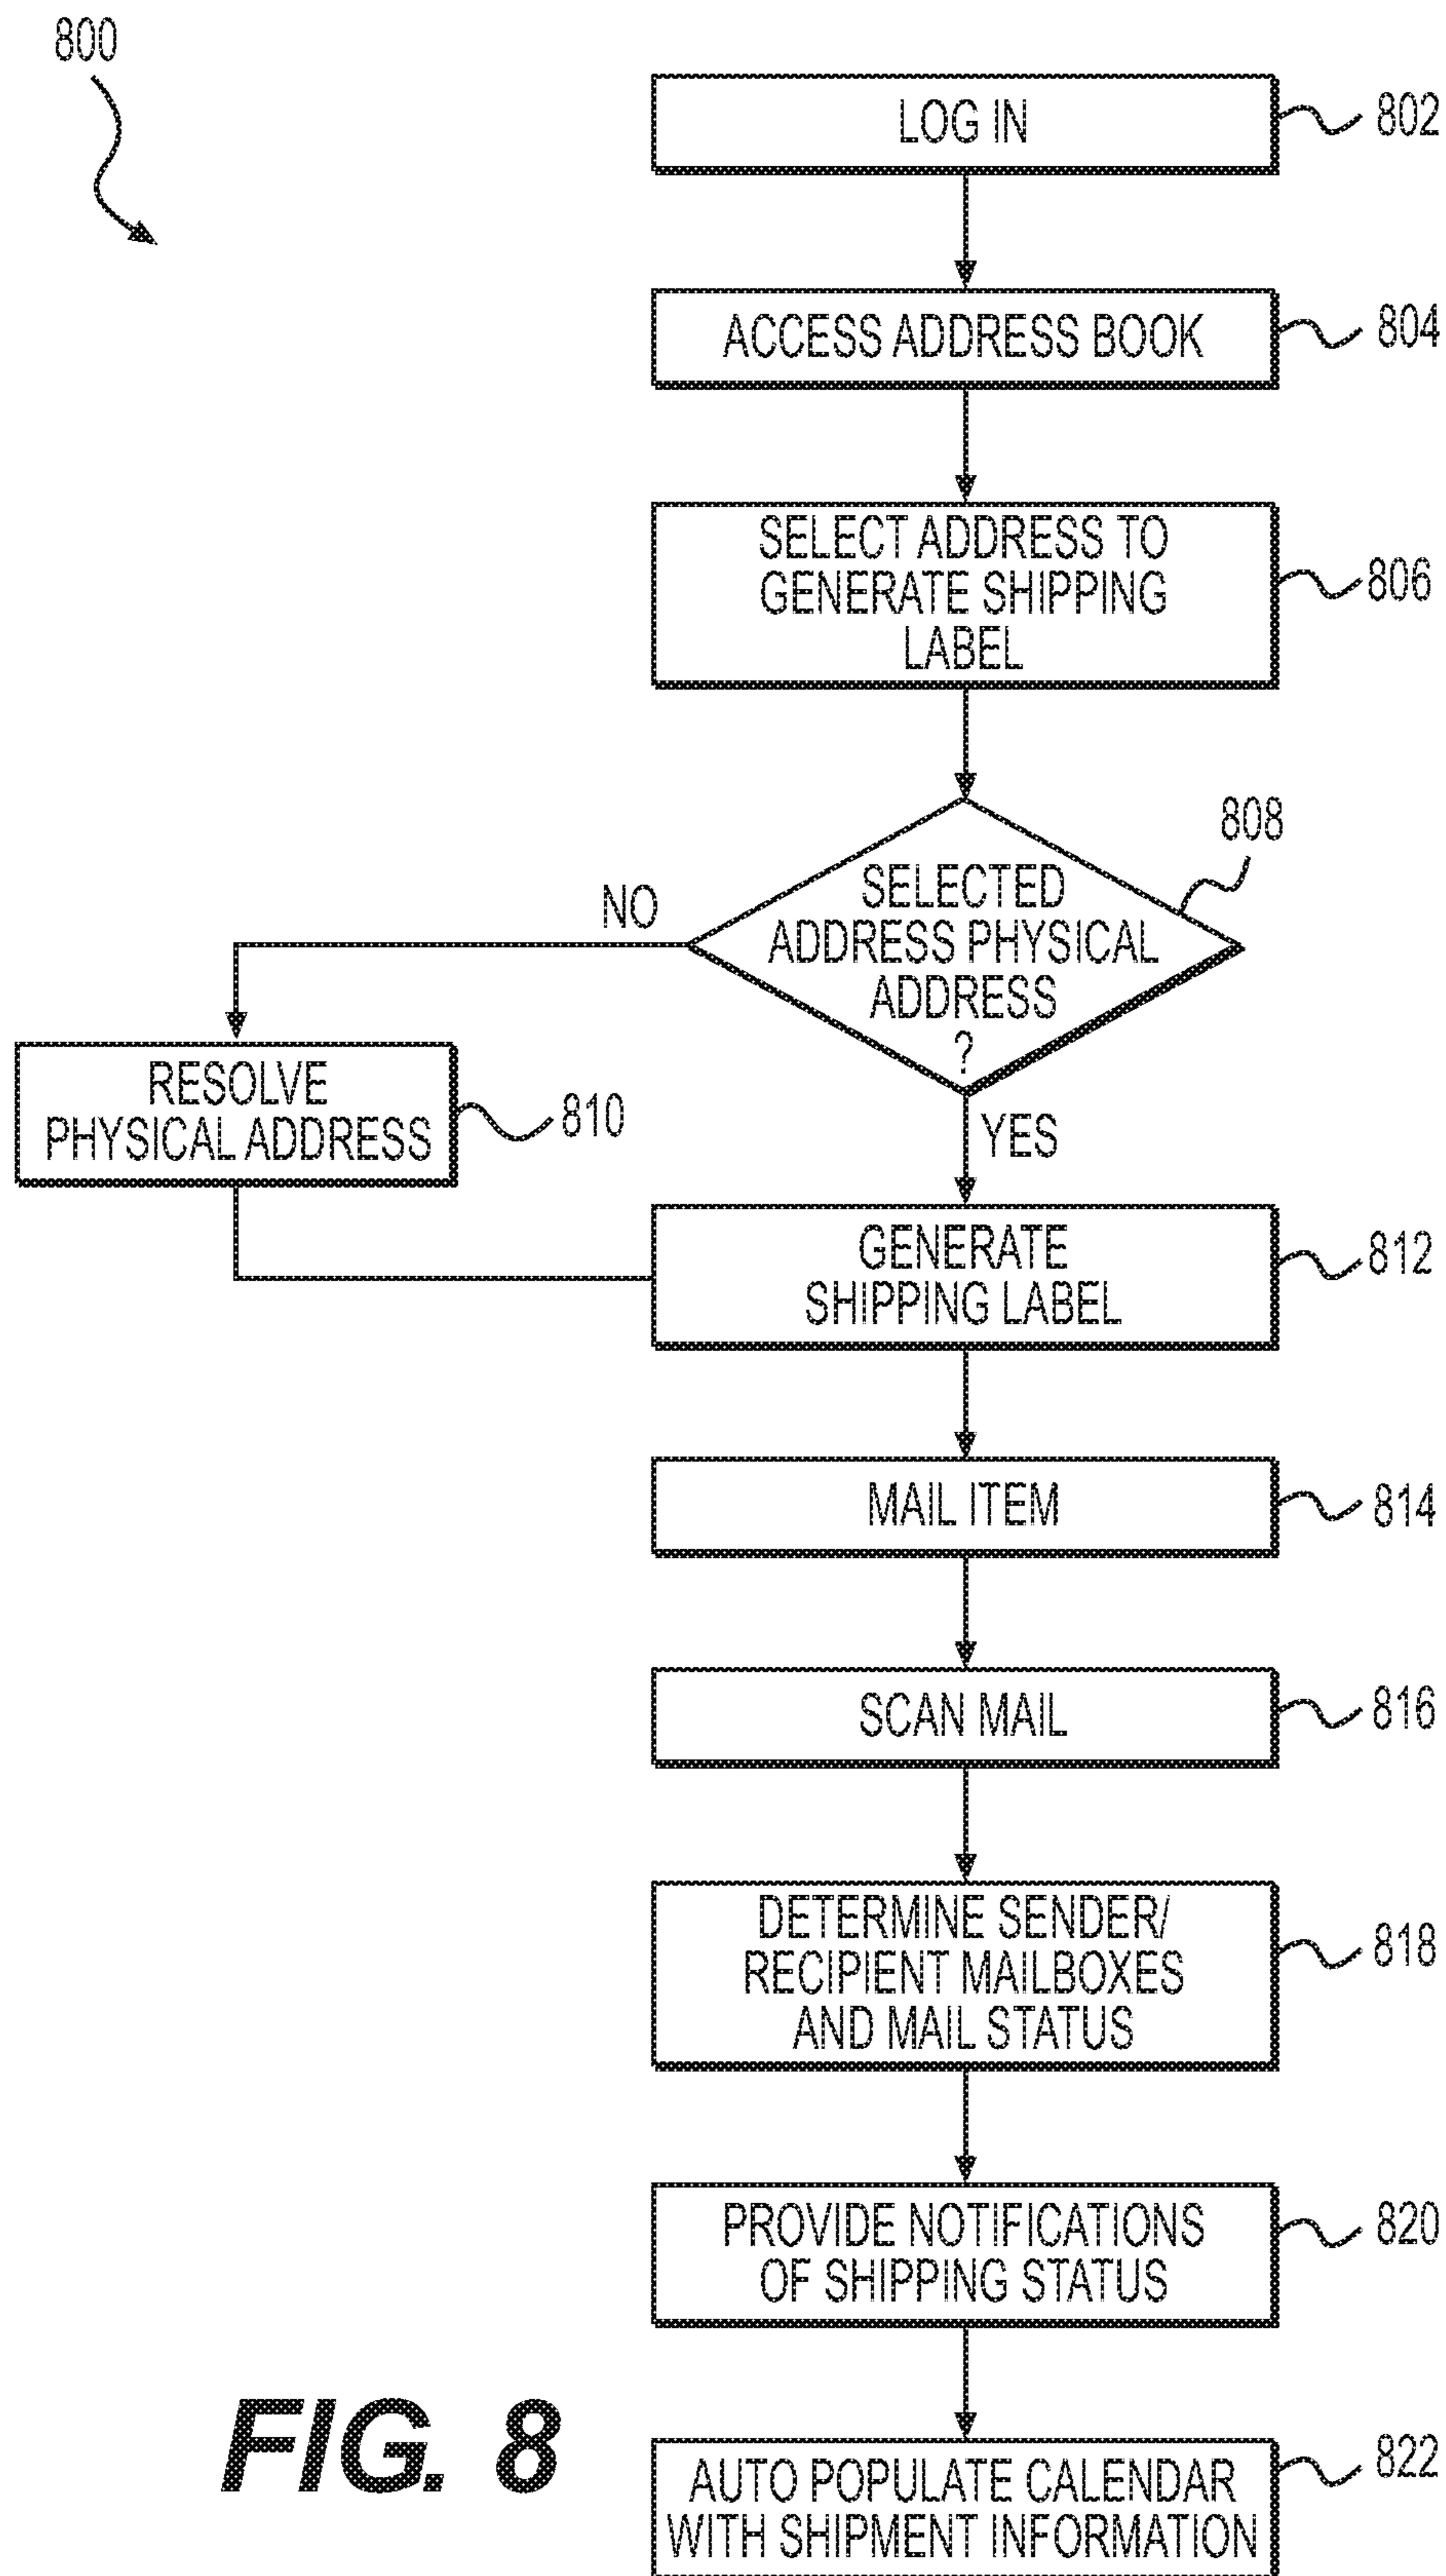 800
LOG IN
802
ACCESS ADDRESS BOOK
804
SELECT ADDRESS TO
GENERATE SHIPPING
LABEL
806
808
SELECTED
ADDRESS PHYSICAL
ADDRESS
?
NO
RESOLVE
PHYSICAL ADDRESS
810
YES
GENERATE
SHIPPING LABEL
812
MAIL ITEM
814
SCAN MAIL
816
DETERMINE SENDER/
RECIPIENT MAILBOXES
AND MAIL STATUS
818
PROVIDE NOTIFICATIONS
OF SHIPPING STATUS
820
AUTO POPULATE CALENDAR
WITH SHIPMENT INFORMATION
822
FIG. 8